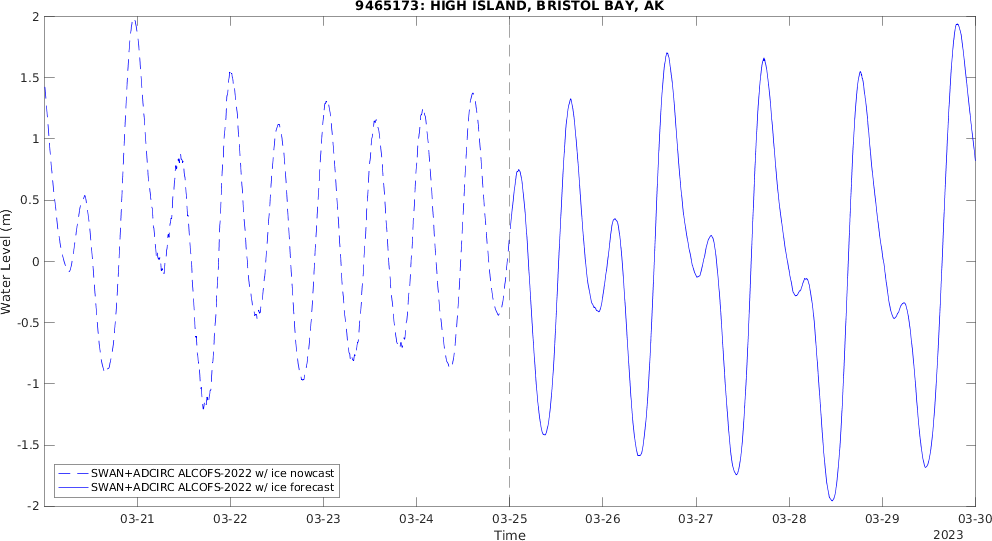 9465173: HIGH ISLAND, BRISTOL BAY, AK
2
1.5
1
0.5
0
-0.5
-1
-1.5
-2
Water Level (m)
SWAN+ADCIRC ALCOFS-2022 w/ ice nowcast
SWAN+ADCIRC ALCOFS-2022 w/ ice forecast
03-21 03-22 03-23 03-24 03-25 03-26 03-27 03-28 03-29 03-30
Time
2023